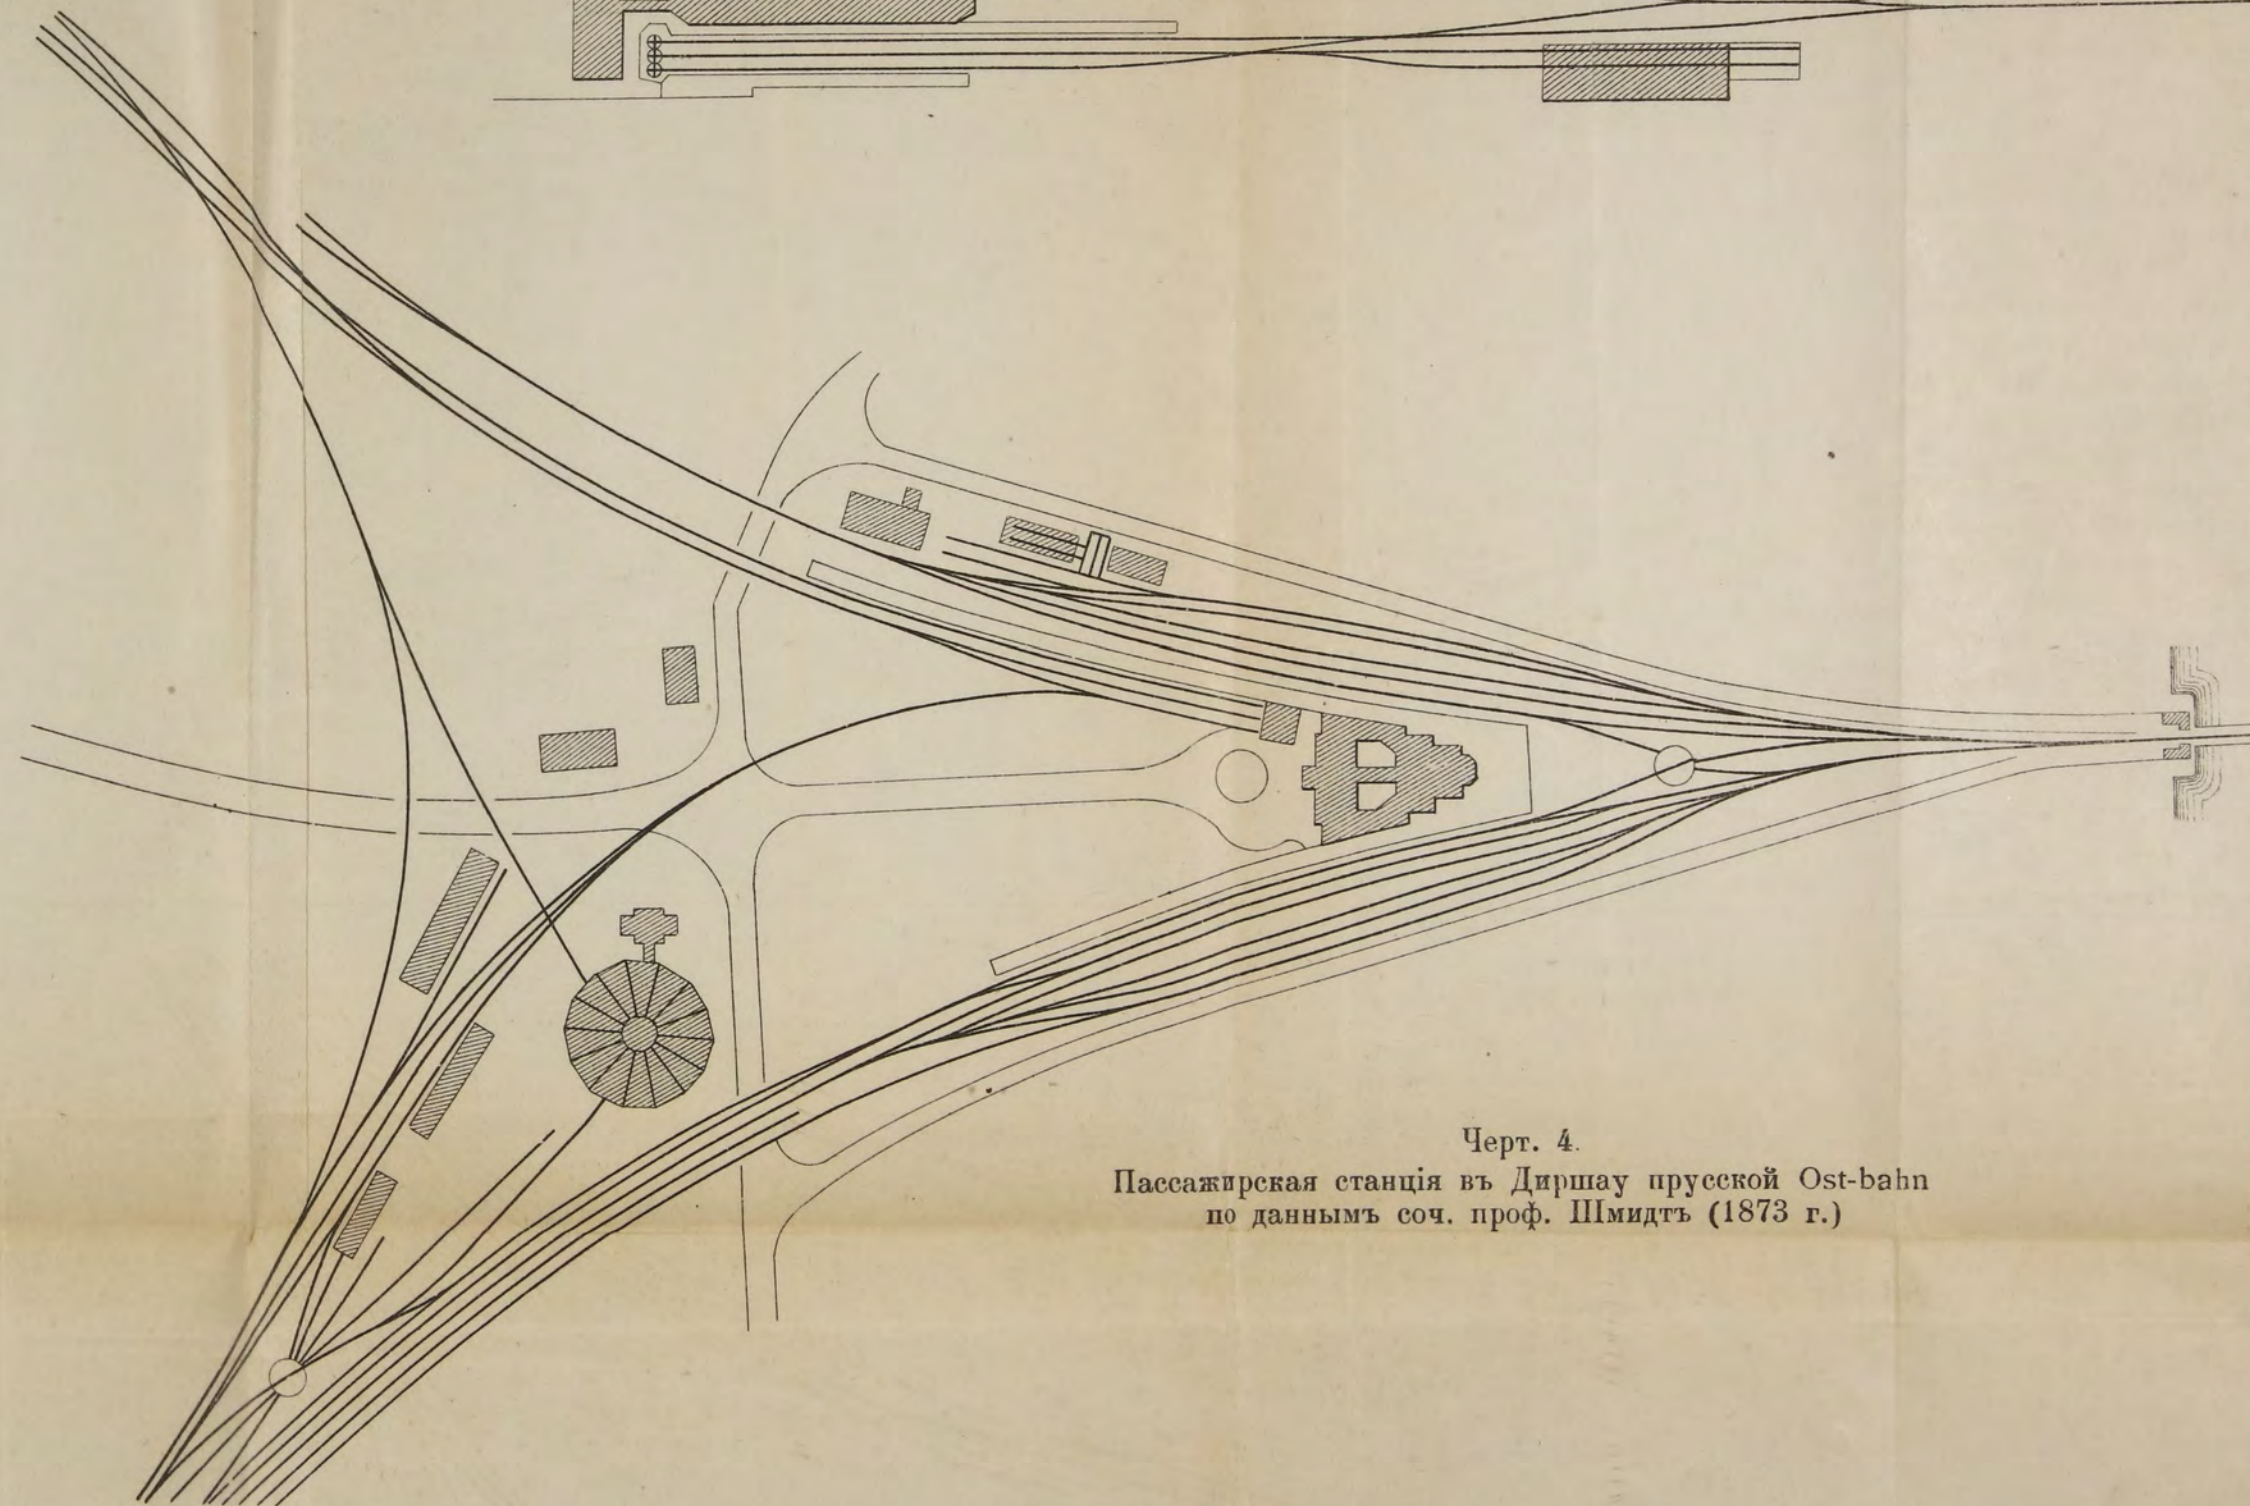 Черт. 4.
Пассажирская станція въ Диршау прусской Ost-bahn
по даннымъ соч. проф. Шмидтъ (1873 г.)